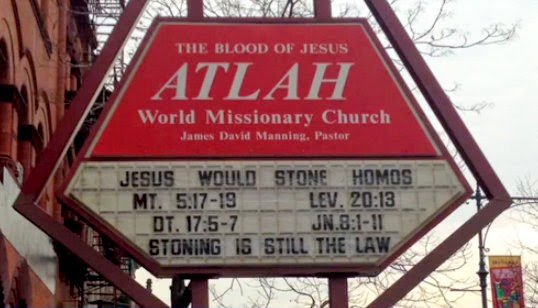 THE BLOOD OF JESUS
ATLAH
World Missionary Church
James David Manning, Pastor
JESUS WOULD STONE HOMOS
MT. 5:17-19 LEV. 20:13
DT. 17:5-7 JN.8:1-11
STONING IS STILL THE LAW